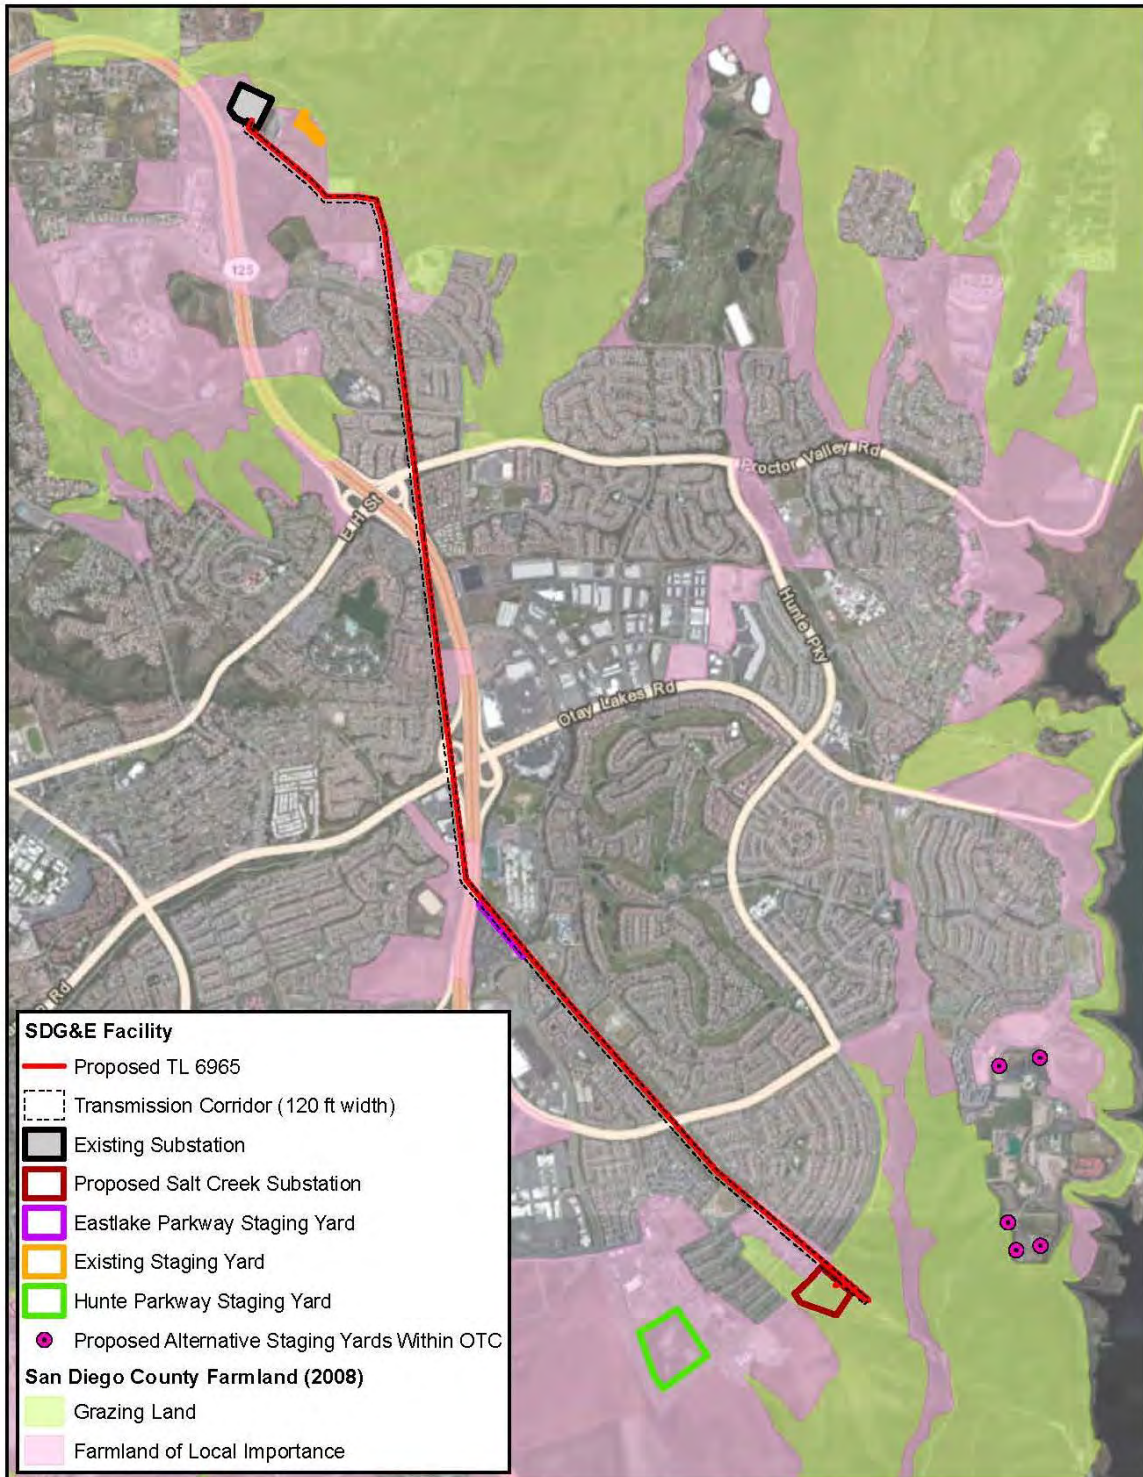 125
Proctor Valley Rd
E H St
Hunte Pky
Otay Lakes Rd
Rd
SDG&E Facility
Proposed TL 6965
Transmission Corridor (120 ft width)
Existing Substation
Proposed Salt Creek Substation
Eastlake Parkway Staging Yard
Existing Staging Yard
Hunte Parkway Staging Yard
Proposed Alternative Staging Yards Within OTC
San Diego County Farmland (2008)
Grazing Land
Farmland of Local Importance